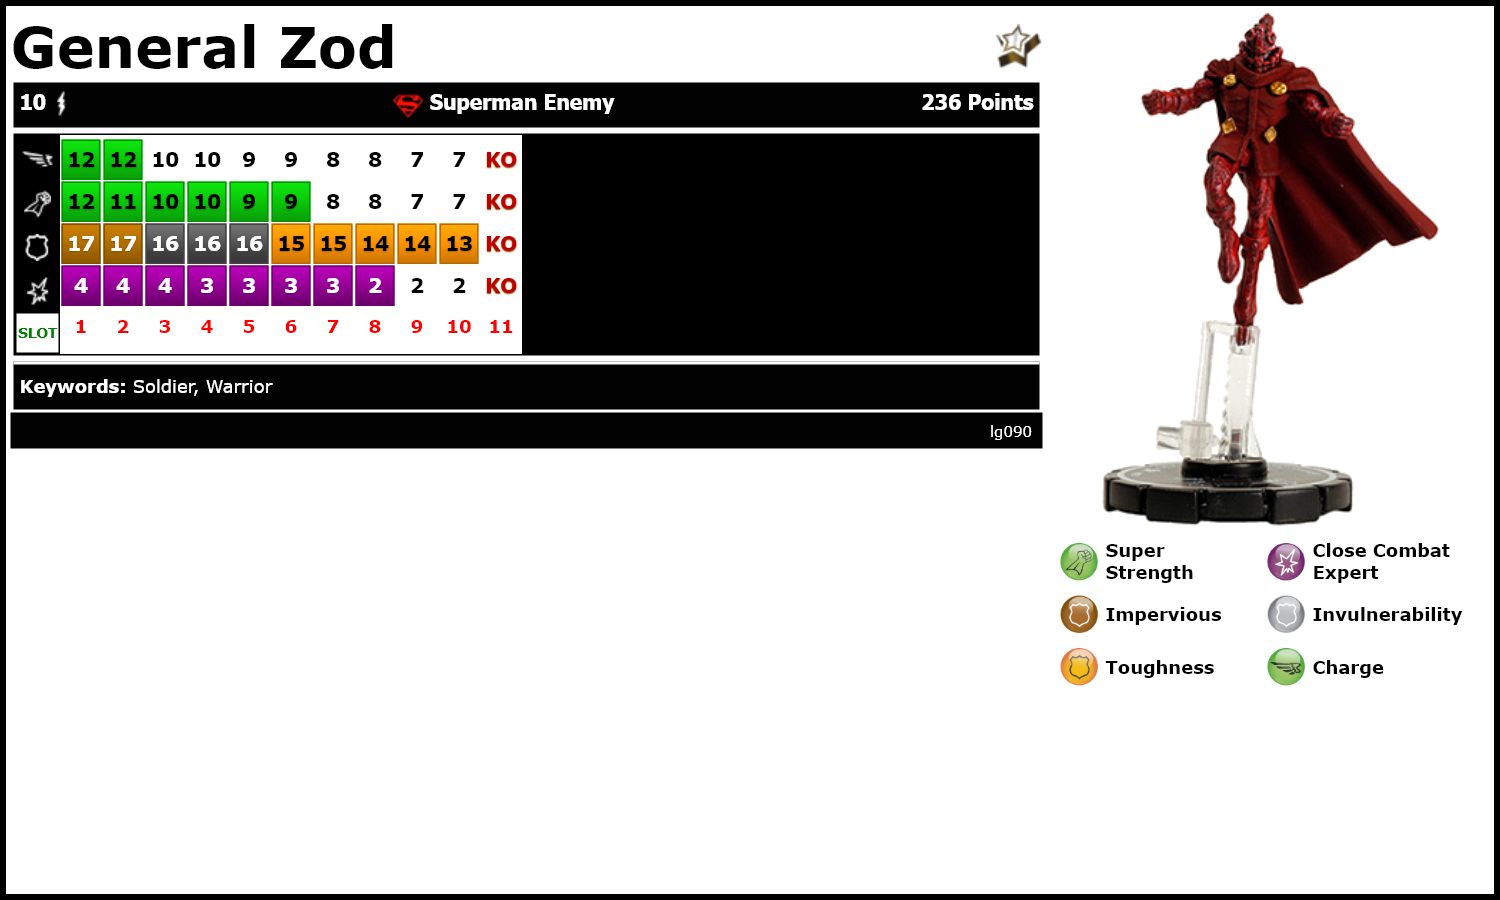 General Zod
10 Superman Enemy 236 Points
12 12 10 10 9 9 8 8 7 7 KO
12 11 10 10 9 9 8 8 7 7 KO
17 17 16 16 16 15 15 14 14 13 KO
4 4 4 3 3 3 3 2 2 2 KO
SLOT 1 2 3 4 5 6 7 8 9 10 11
Keywords: Soldier, Warrior
lg090
Super
Strength
Close Combat
Expert
Impervious
Invulnerability
Toughness
Charge